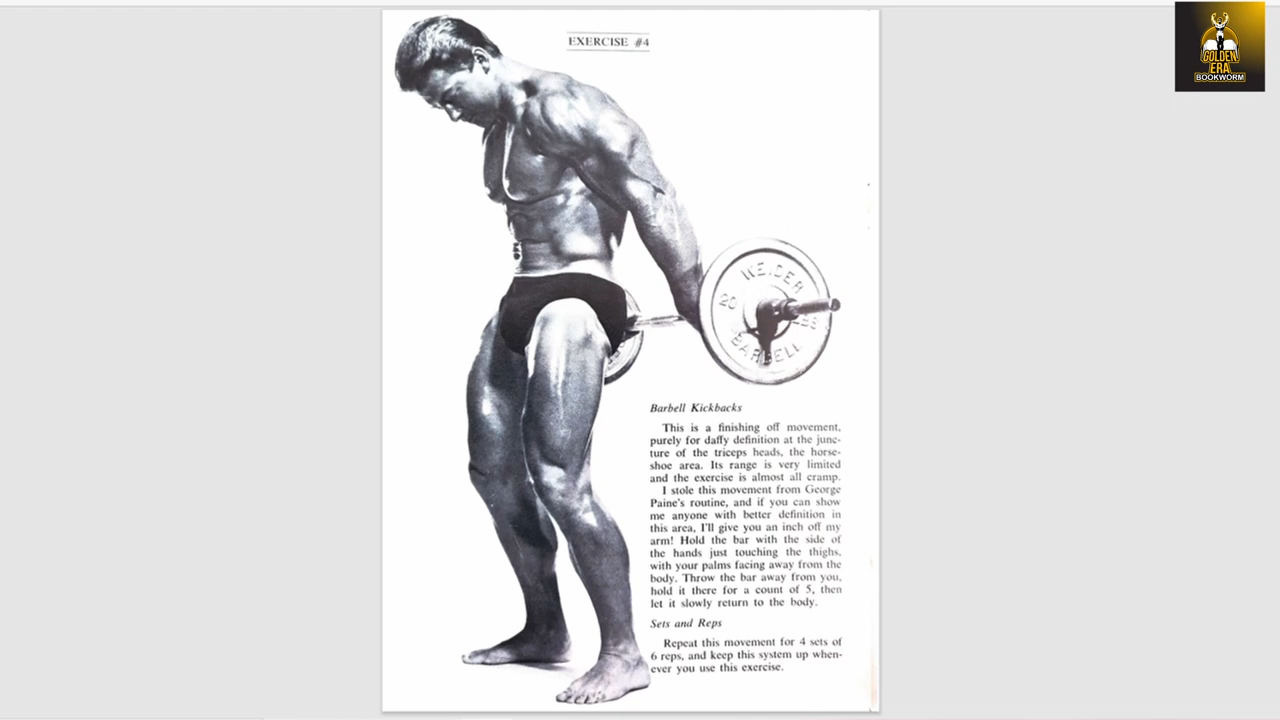 GOLDEN
ERA
BOOKWORM
EXERCISE #4
WEIDER
20
BARBELL
Barbell Kickbacks
This is a finishing off movement,
purely for daffy definition at the junc-
ture of the triceps heads, the horse-
shoe area. Its range is very limited
and the exercise is almost all cramp.
I stole this movement from George
Paine's routine, and if you can show
me anyone with better definition in
this area, I'll give you an inch off my
arm! Hold the bar with the side of
the hands just touching the thighs,
with your palms facing away from the
body. Throw the bar away from you,
hold it there for a count of 5, then
let it slowly return to the body.
Sets and Reps
Repeat this movement for 4 sets of
6 reps, and keep this system up when-
ever you use this exercise.